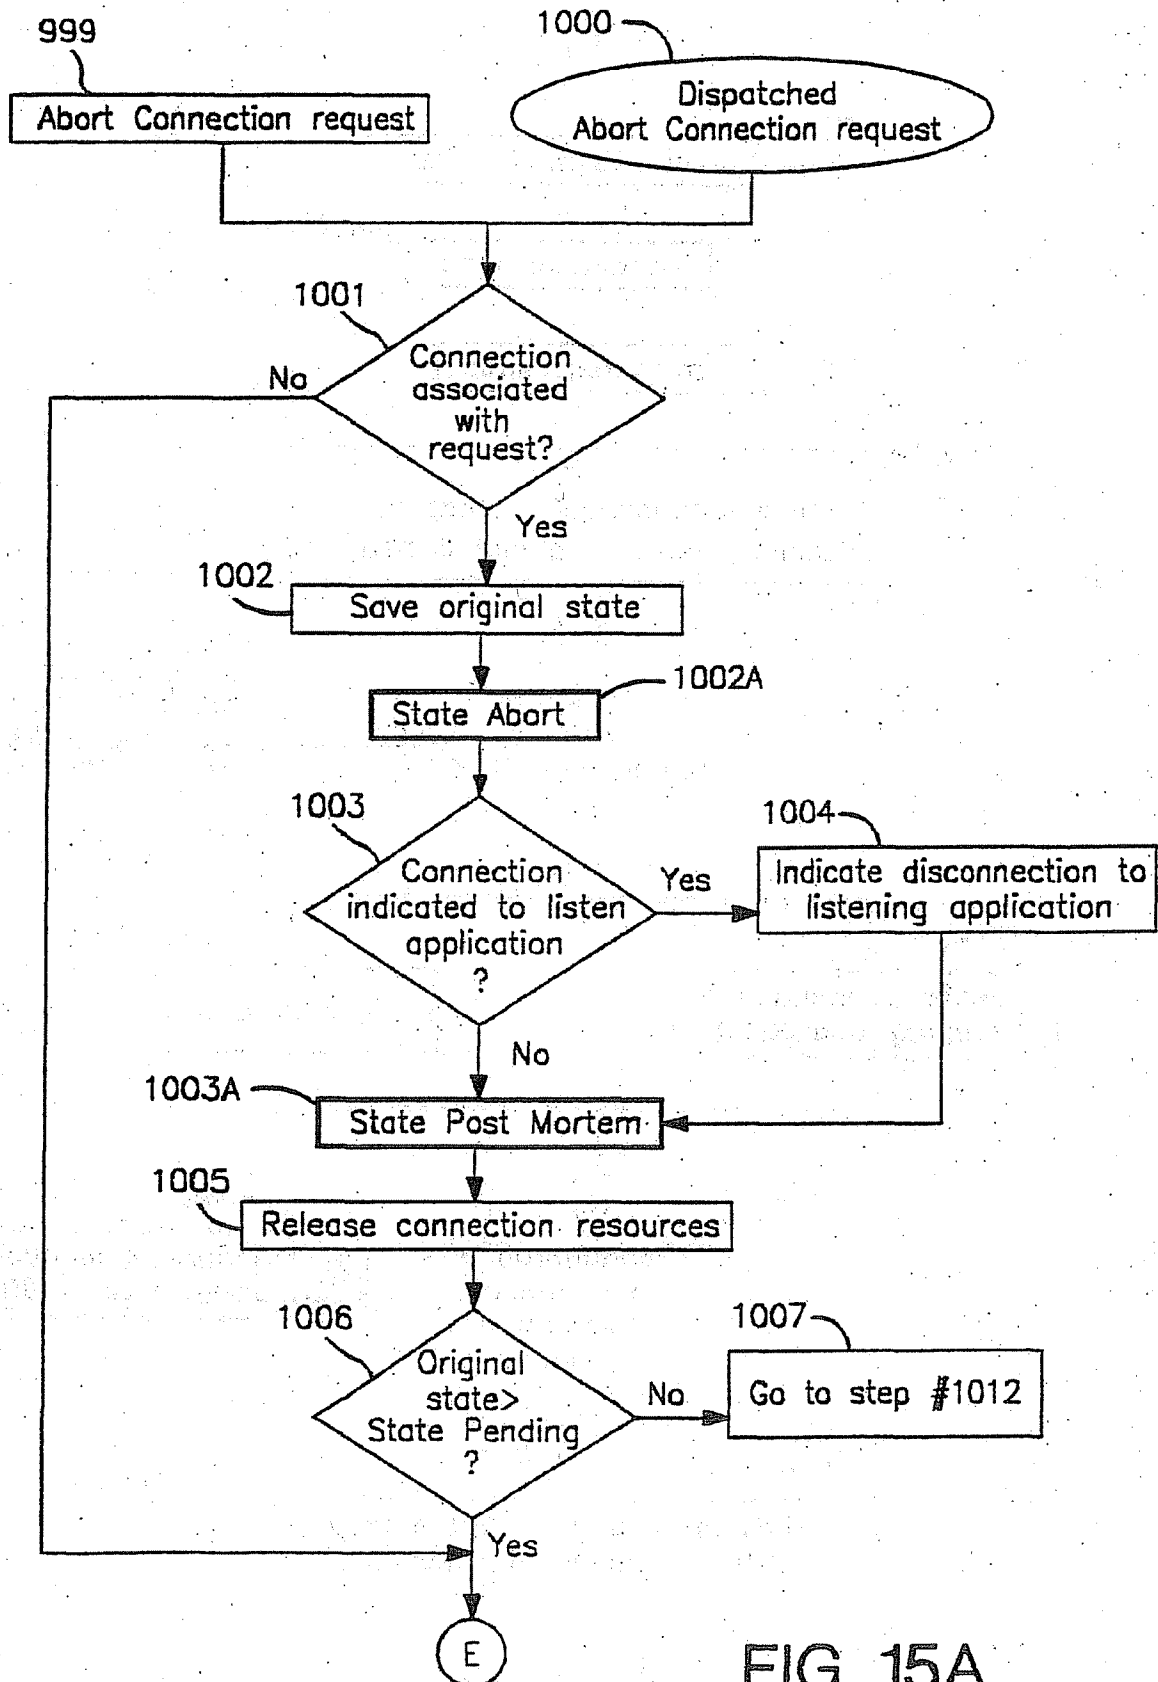 999
1000
Abort Connection request
Dispatched
Abort Connection request
1001
Connection
associated
with
request?
No
Yes
1002
Save original state
1002A
State Abort
1003
Connection
indicated to listen
application
?
Yes
1004
Indicate disconnection to
listening application
No
1003A
State Post Mortem
1005
Release connection resources
1006
Original
state>
State Pending
?
No
1007
Go to step #1012
Yes
E
FIG. 15A